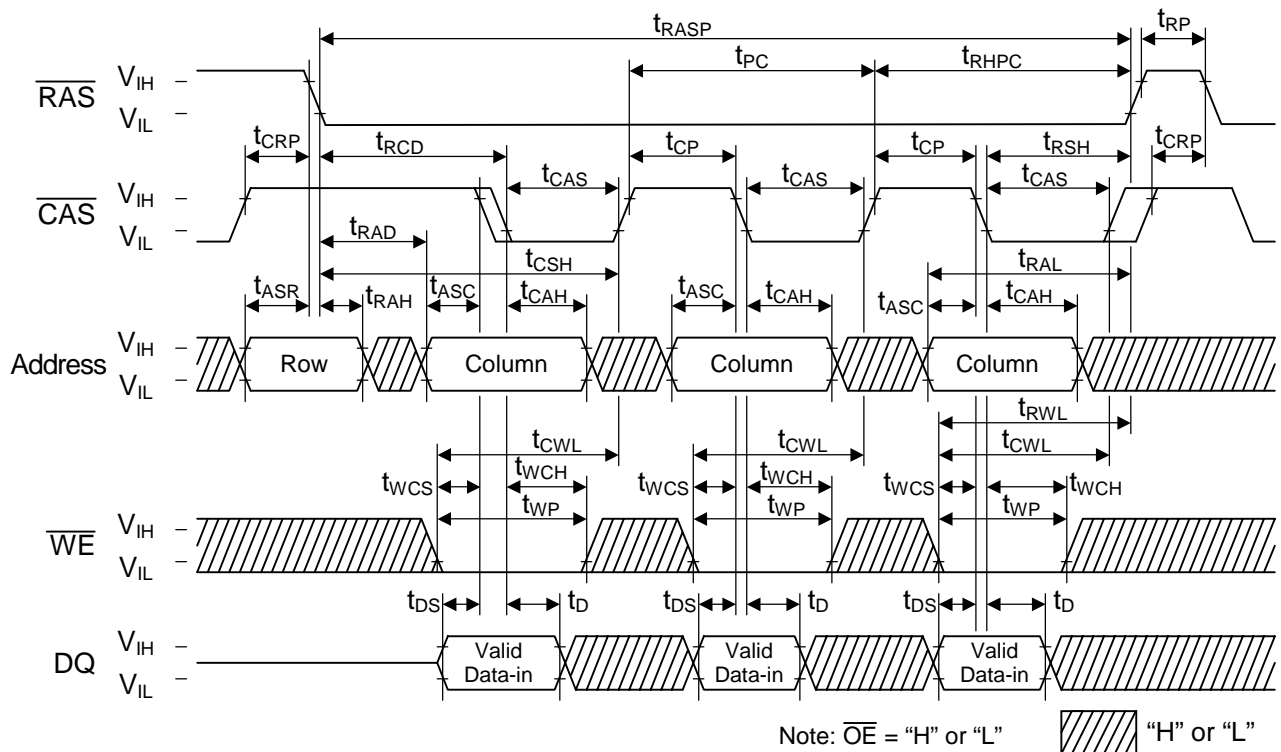 tRASP tRP
tPC tRHPC
RAS VIH
VIL
tCRP tRCD tCP tCP tRSH tCRP
tCAS tCAS tCAS
CAS VIH
VIL
tRAD
tCSH tRAL
tASR tRAH tASC tCAH tASC tCAH tASC tCAH
Address VIH
VIL
Row Column Column Column
tRWL
tCWL tCWL tCWL
tWCS tWCH tWCS tWCH tWCS tWCH
tWP tWP tWP
WE VIH
VIL
tDS tD tDS tD tDS tD
DQ VIH
VIL
Valid Data-in Valid Data-in Valid Data-in
Note: OE = “H” or “L” “H” or “L”